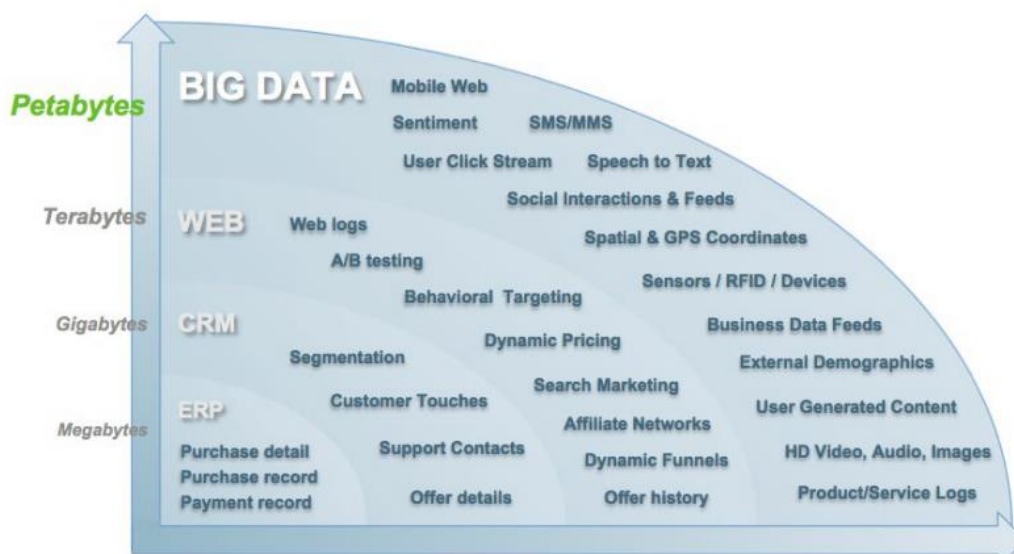 BIG DATA
Mobile Web
Petabytes
Sentiment SMS/MMS
User Click Stream Speech to Text
Social Interactions & Feeds
Terabytes
WEB
Web logs
Spatial & GPS Coordinates
A/B testing
Sensors / RFID / Devices
Behavioral Targeting
Gigabytes
CRM
Business Data Feeds
Dynamic Pricing
Segmentation
External Demographics
Search Marketing
Customer Touches
ERP
User Generated Content
Affiliate Networks
Megabytes
Purchase detail
Support Contacts
HD Video, Audio, Images
Dynamic Funnels
Purchase record
Product/Service Logs
Payment record
Offer details
Offer history